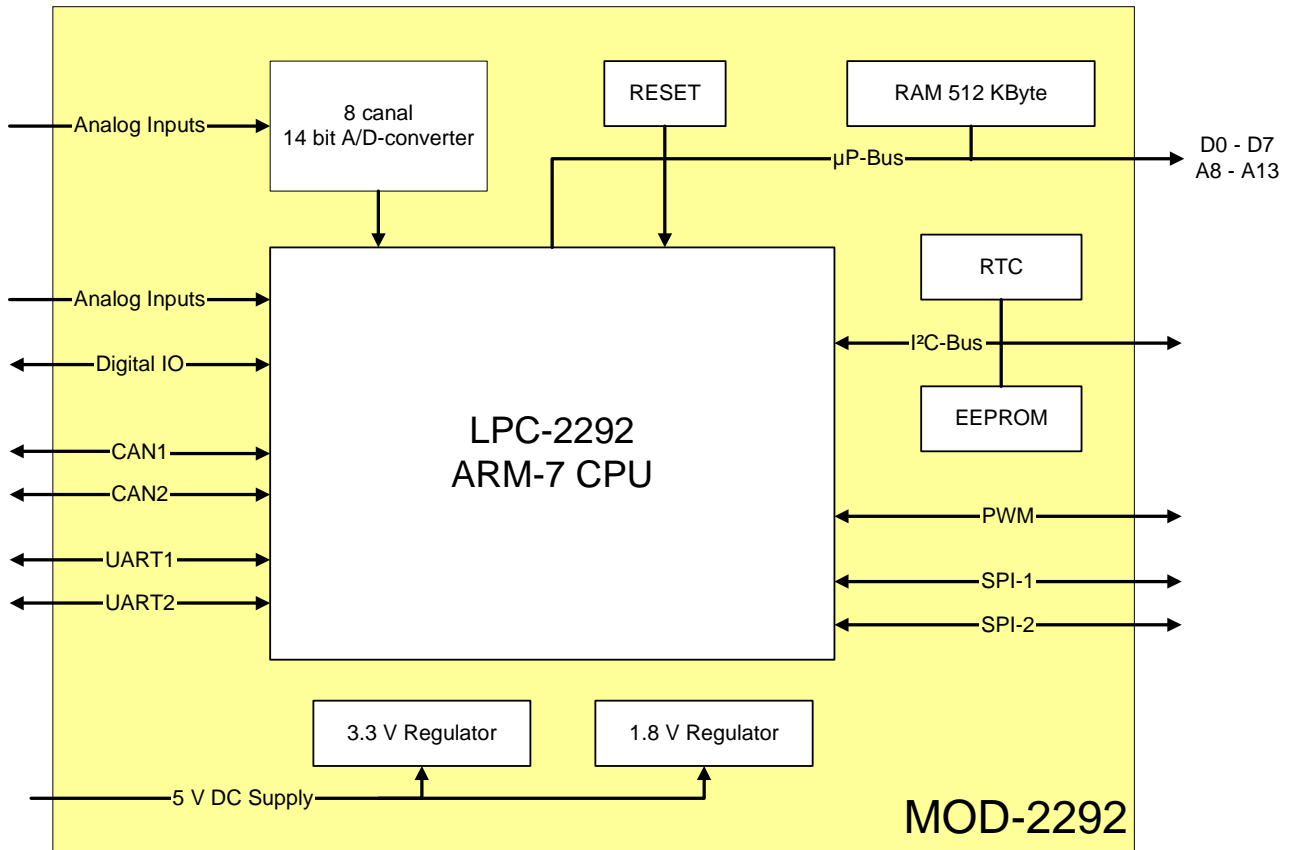 8 canal
14 bit A/D-converter
RESET
RAM 512 KByte
Analog Inputs
µP-Bus
D0 - D7
A8 - A13
RTC
Analog Inputs
I²C-Bus
Digital IO
EEPROM
LPC-2292
ARM-7 CPU
CAN1
CAN2
PWM
UART1
SPI-1
UART2
SPI-2
3.3 V Regulator
1.8 V Regulator
5 V DC Supply
MOD-2292